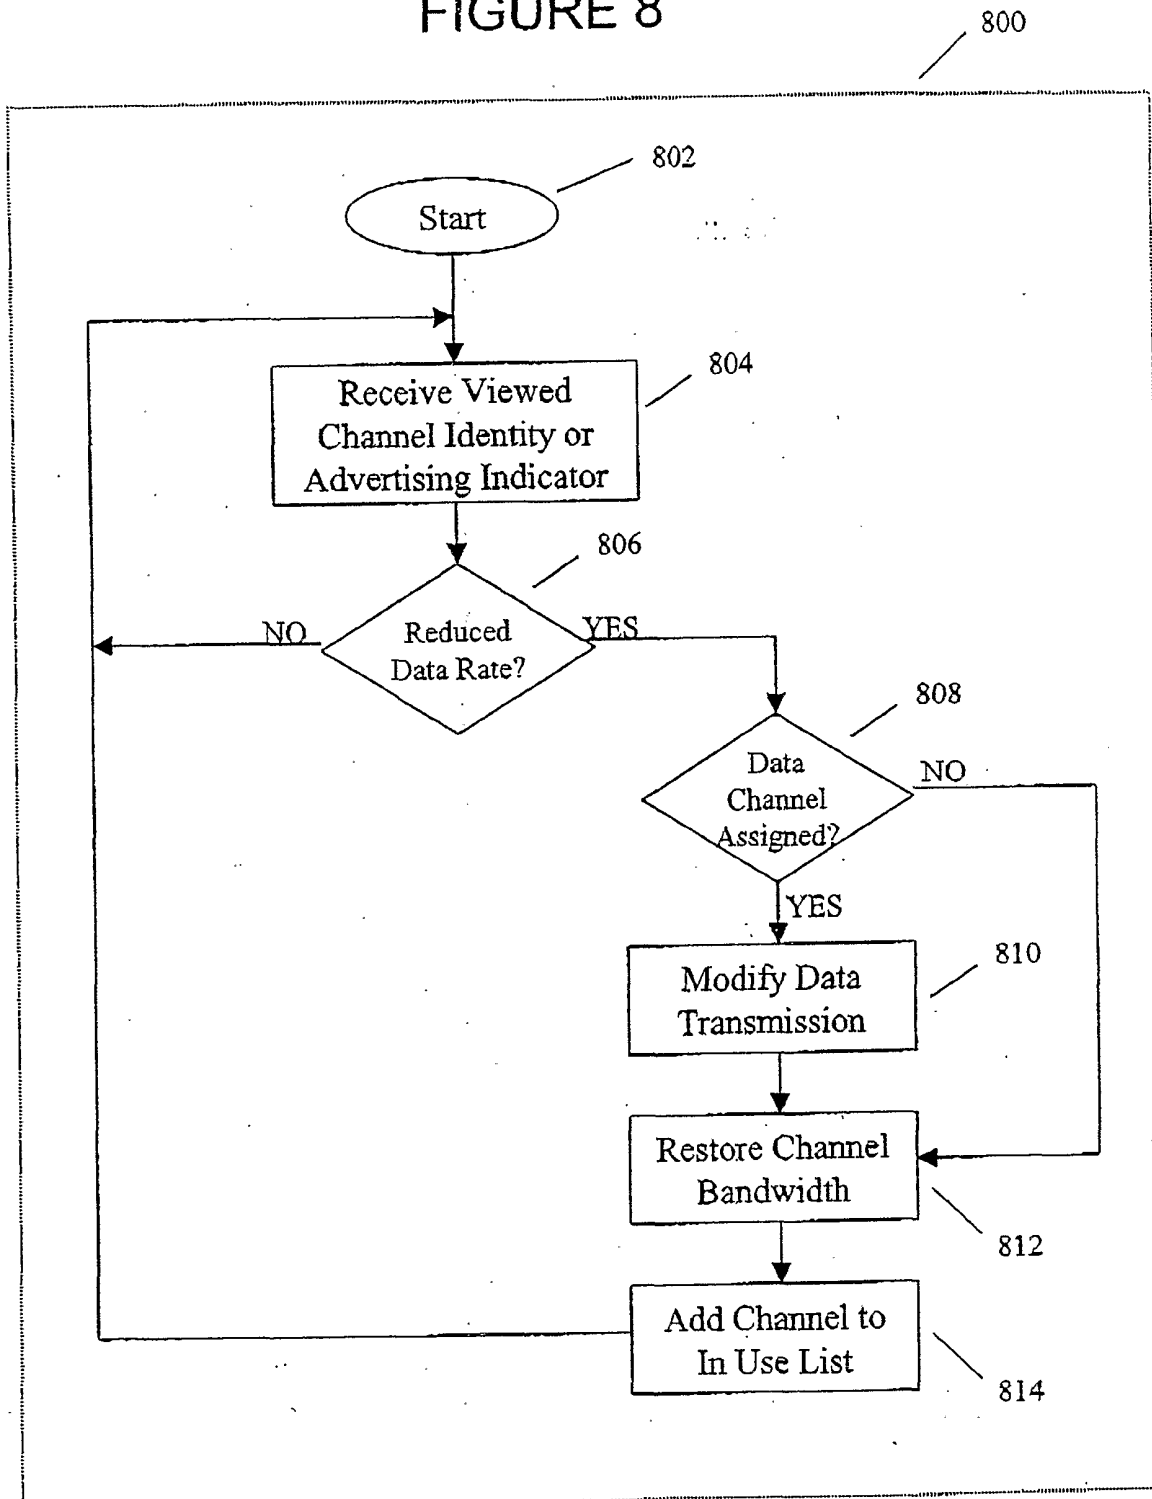 FIGURE 8
800
802
Start
804
Receive Viewed
Channel Identity or
Advertising Indicator
806
NO
Reduced
Data Rate?
YES
808
Data
Channel
Assigned?
NO
YES
810
Modify Data
Transmission
Restore Channel
Bandwidth
812
Add Channel to
In Use List
814